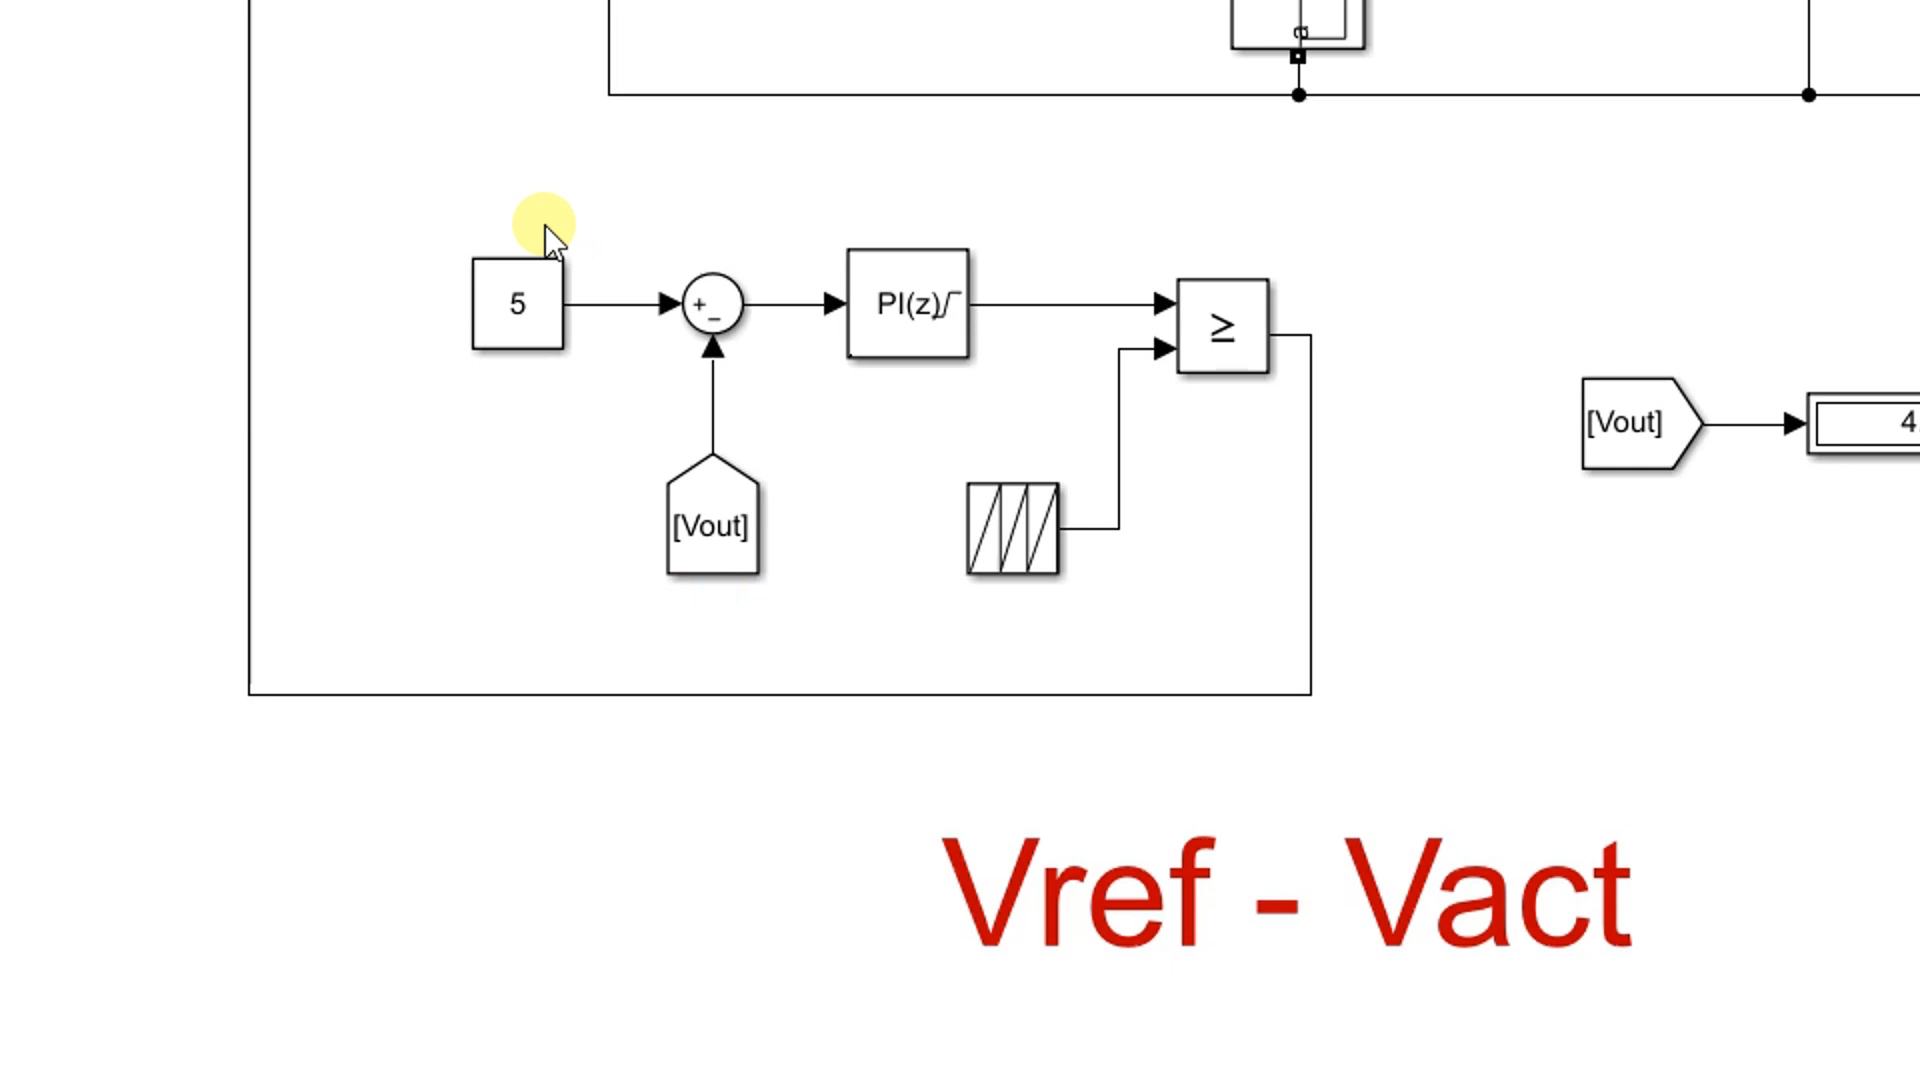 a
5
+
−
PI(z)
≥
[Vout]
[Vout]
4.
Vref - Vact